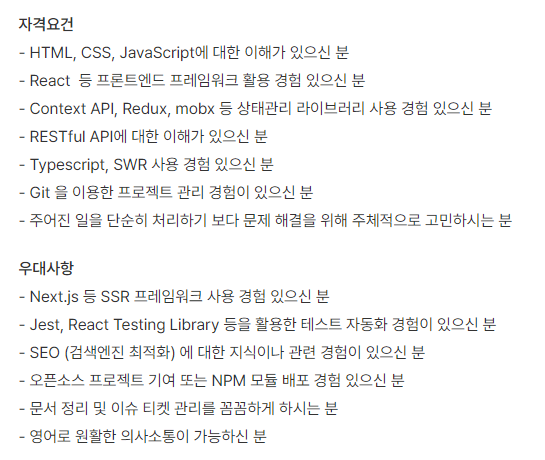 자격요건
- HTML, CSS, JavaScript에 대한 이해가 있으신 분
- React 등 프론트엔드 프레임워크 활용 경험 있으신 분
- Context API, Redux, mobx 등 상태관리 라이브러리 사용 경험 있으신 분
- RESTful API에 대한 이해가 있으신 분
- Typescript, SWR 사용 경험 있으신 분
- Git 을 이용한 프로젝트 관리 경험이 있으신 분
- 주어진 일을 단순히 처리하기 보다 문제 해결을 위해 주체적으로 고민하시는 분
우대사항
- Next.js 등 SSR 프레임워크 사용 경험 있으신 분
- Jest, React Testing Library 등을 활용한 테스트 자동화 경험이 있으신 분
- SEO (검색엔진 최적화) 에 대한 지식이나 관련 경험이 있으신 분
- 오픈소스 프로젝트 기여 또는 NPM 모듈 배포 경험 있으신 분
- 문서 정리 및 이슈 티켓 관리를 꼼꼼하게 하시는 분
- 영어로 원활한 의사소통이 가능하신 분